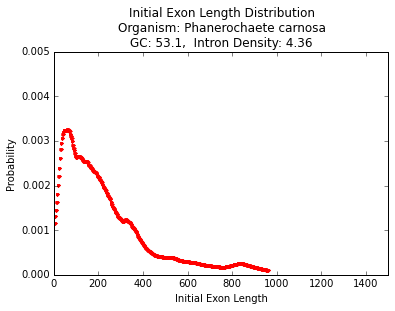 Initial Exon Length Distribution
Organism: Phanerochaete carnosa
GC: 53.1,  Intron Density: 4.36
0.005
0.004
0.003
0.002
0.001
0.000
Probability
0 200 400 600 800 1000 1200 1400
Initial Exon Length